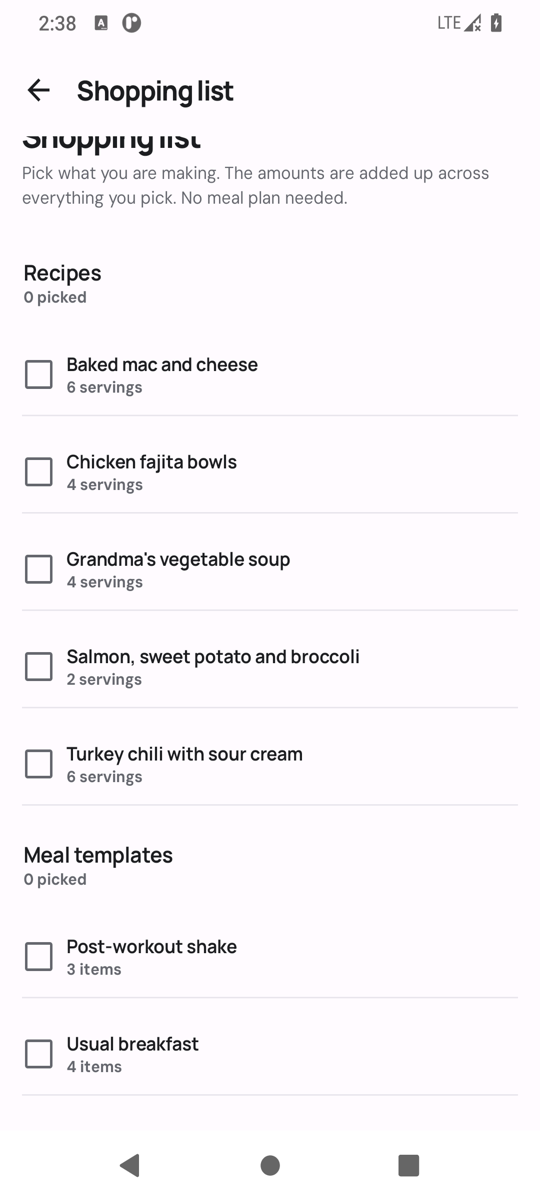 2:38
LTE
Shopping list
Shopping list
Pick what you are making. The amounts are added up across
everything you pick. No meal plan needed.
Recipes
0 picked
Baked mac and cheese
6 servings
Chicken fajita bowls
4 servings
Grandma's vegetable soup
4 servings
Salmon, sweet potato and broccoli
2 servings
Turkey chili with sour cream
6 servings
Meal templates
0 picked
Post-workout shake
3 items
Usual breakfast
4 items